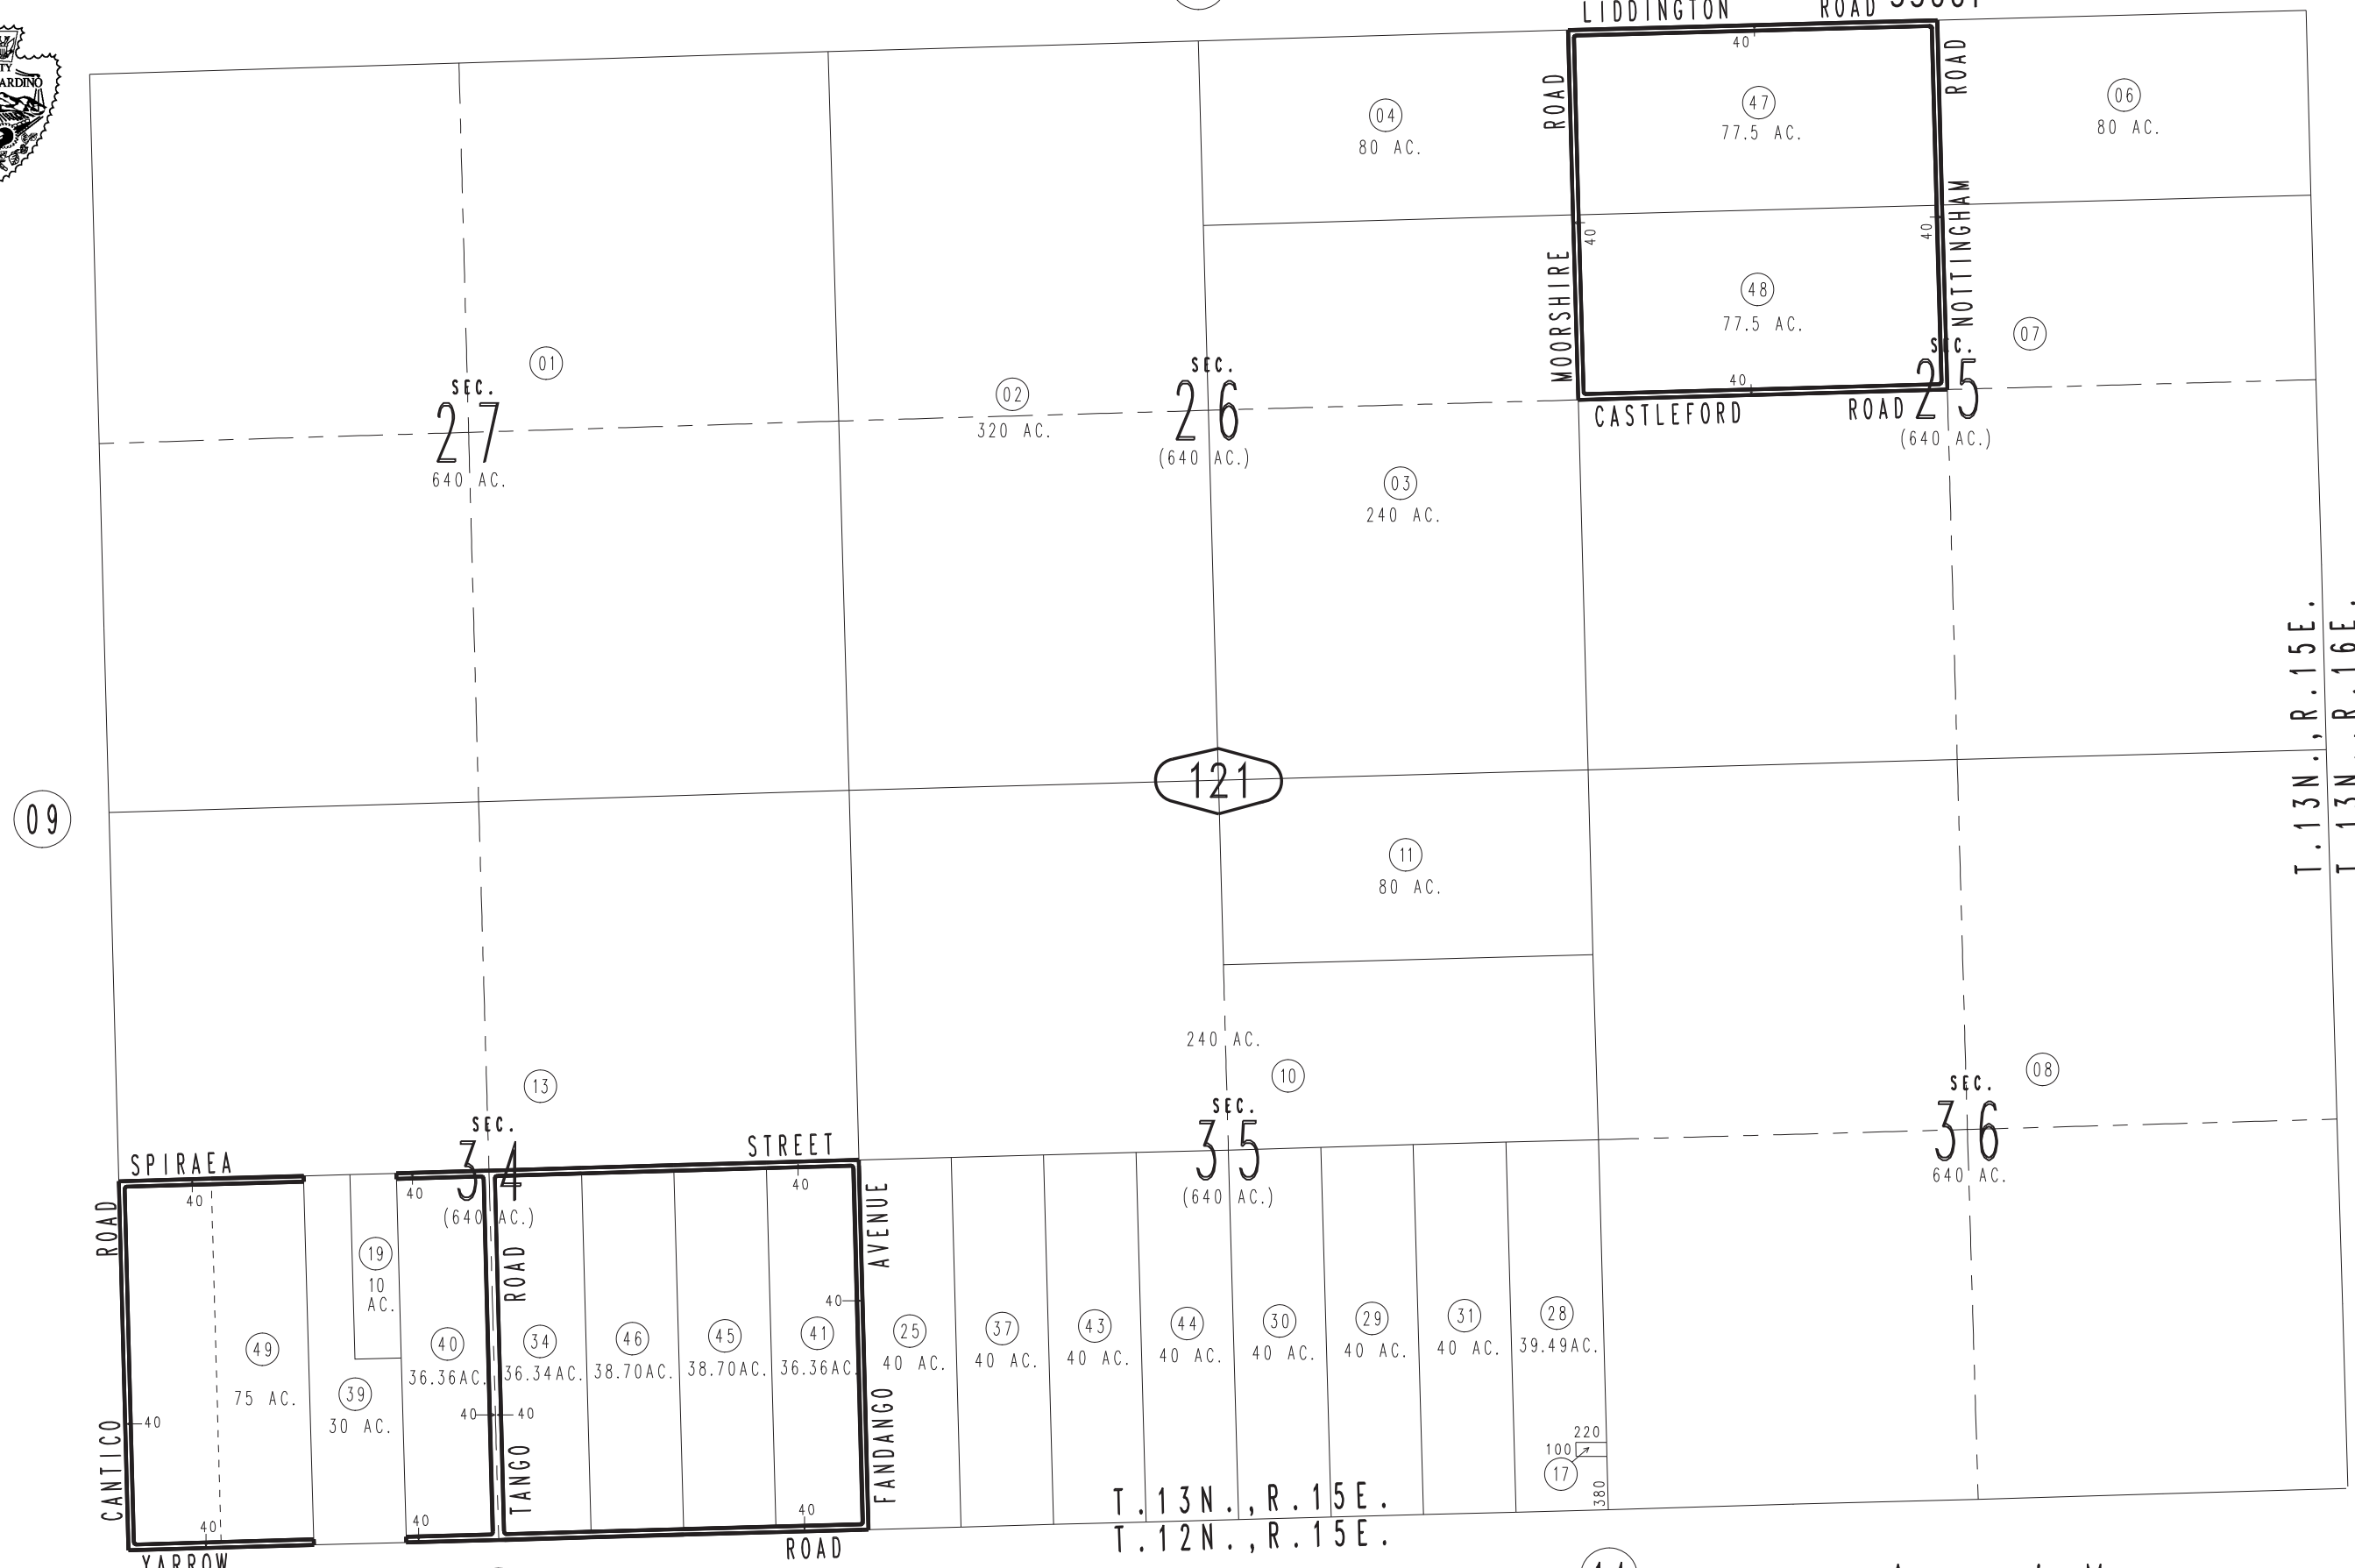 LIDDINGTON ROAD
ARDINO
40
ROAD
ROAD
04
80 AC.
47
77.5 AC.
06
80 AC.
40
40
NOTTINGHAM
MOORSHIRE
48
77.5 AC.
07
40
CASTLEFORD ROAD
SEC.
25
(640 AC.)
01
SEC.
27
640 AC.
02
320 AC.
SEC.
26
(640 AC.)
03
240 AC.
T.13N.,R.15E.
T.13N.,R.16E.
121
09
11
80 AC.
240 AC.
10
13
SEC.
34
(640 AC.)
SEC.
35
(640 AC.)
08
SEC.
36
640 AC.
SPIRAEA STREET
40
40
40
ROAD
CANTICO
ROAD
TANGO
AVENUE
FANDANGO
19
10
AC.
40
49
75 AC.
39
30 AC.
40
36.36AC.
34
36.34AC.
46
38.70AC.
45
38.70AC.
41
36.36AC.
25
40 AC.
37
40 AC.
43
40 AC.
44
40 AC.
30
40 AC.
29
40 AC.
31
40 AC.
28
39.49AC.
40
40
40
220
100
17
380
40
40
40
YARROW ROAD
T.13N.,R.15E.
T.12N.,R.15E.